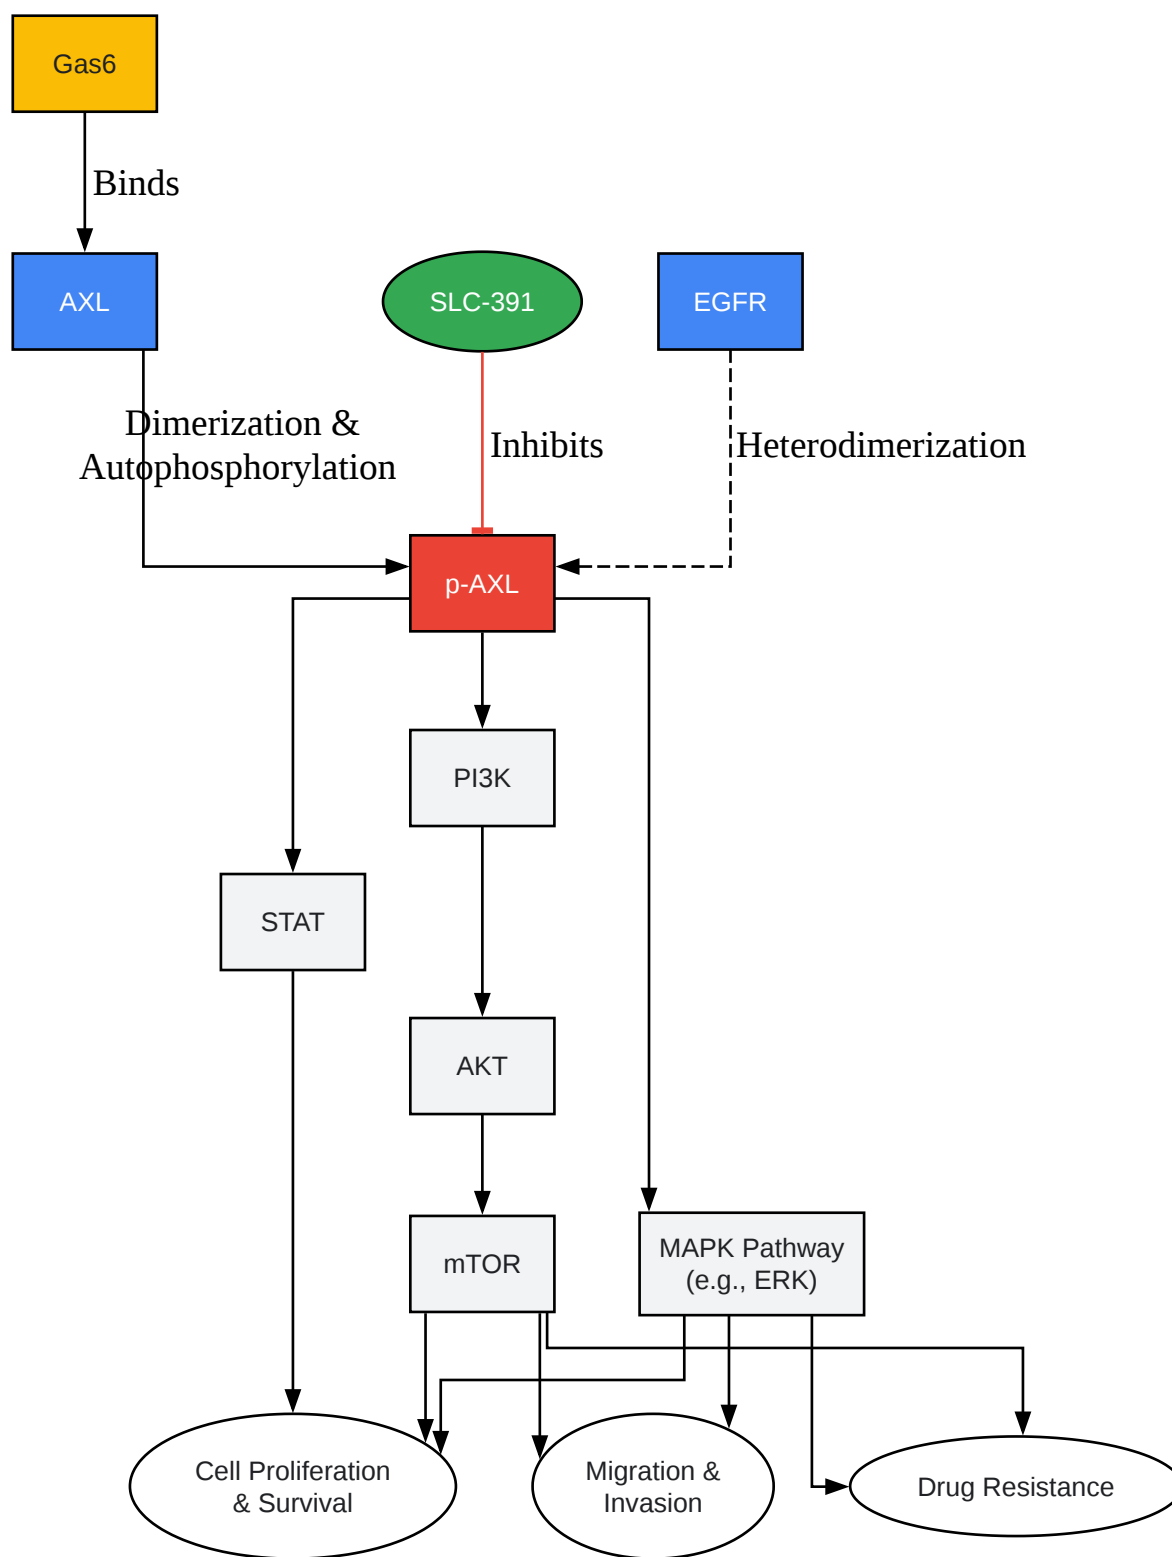 Gas6
Binds
AXL
SLC-391
EGFR
Dimerization &
Autophosphorylation
Inhibits
Heterodimerization
p-AXL
PI3K
STAT
AKT
mTOR
MAPK Pathway
(e.g., ERK)
Cell Proliferation
& Survival
Migration &
Invasion
Drug Resistance